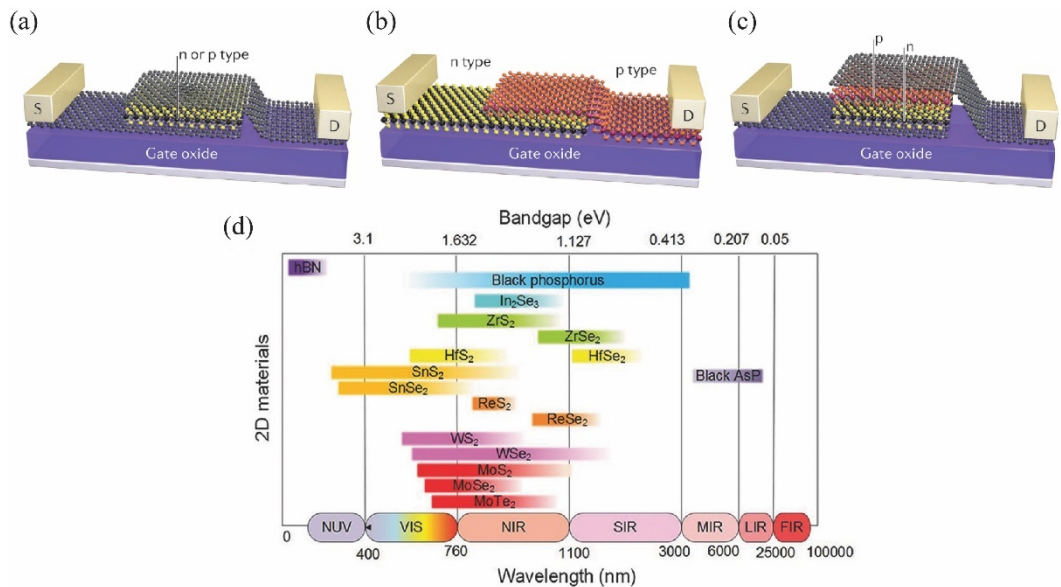 (a)
n or p type
S
D
Gate oxide
(b)
n type
p type
S
D
Gate oxide
(c)
p
n
S
D
Gate oxide
(d)
Bandgap (eV)
3.1 1.632 1.127 0.413 0.207 0.05
2D materials
hBN
Black phosphorus
In₂Se₃
ZrS₂
ZrSe₂
HfS₂ HfSe₂
SnS₂ Black AsP
SnSe₂
ReS₂
ReSe₂
WS₂
WSe₂
MoS₂
MoSe₂
MoTe₂
NUV VIS NIR SIR MIR LIR FIR
0 400 760 1100 3000 6000 25000 100000
Wavelength (nm)